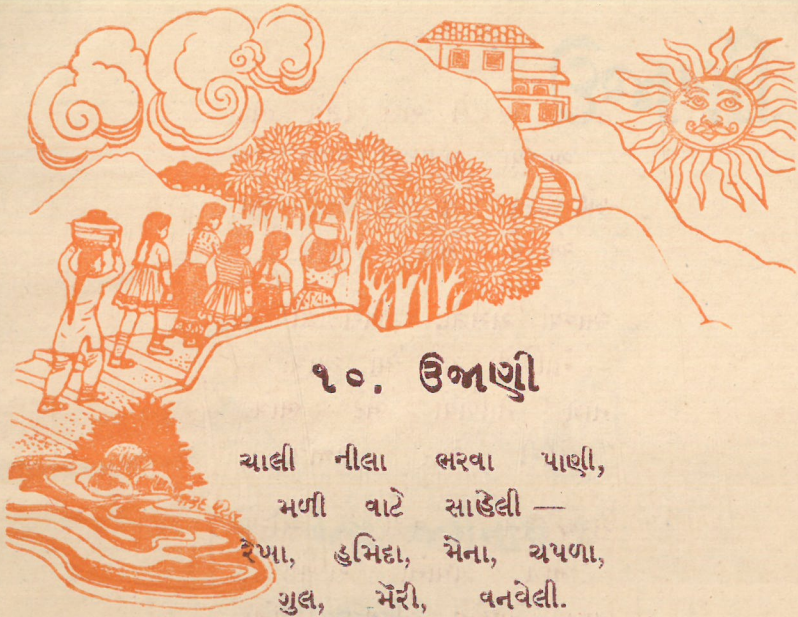 ૧૦. ઉજાણી
ચાલી નીલા ભરવા પાણી,
મળી વાટે સાહેલી —
રેખા, હમિદા, મેના, ચપળા,
ગુલ, મૅરી, વનવેલી.